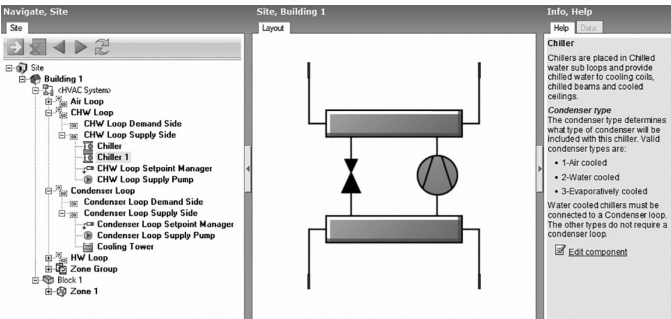 Navigate, Site
Site
Site
Building 1
<HVAC System>
Air Loop
CHW Loop
CHW Loop Demand Side
CHW Loop Supply Side
Chiller
Chiller 1
CHW Loop Setpoint Manager
CHW Loop Supply Pump
Condenser Loop
Condenser Loop Demand Side
Condenser Loop Supply Side
Condenser Loop Setpoint Manager
Condenser Loop Supply Pump
Cooling Tower
HW Loop
Zone Group
Block 1
Zone 1
Site, Building 1
Layout
Info, Help
Help Data
Chiller
Chillers are placed in Chilled
water sub loops and provide
chilled water to cooling coils,
chilled beams and cooled
ceilings.
Condenser type
The condenser type determines
what type of condenser will be
included with this chiller. Valid
condenser types are:
• 1-Air cooled
• 2-Water cooled
• 3-Evaporatively cooled
Water cooled chillers must be
connected to a Condenser loop.
The other types do not require a
condenser loop.
Edit component